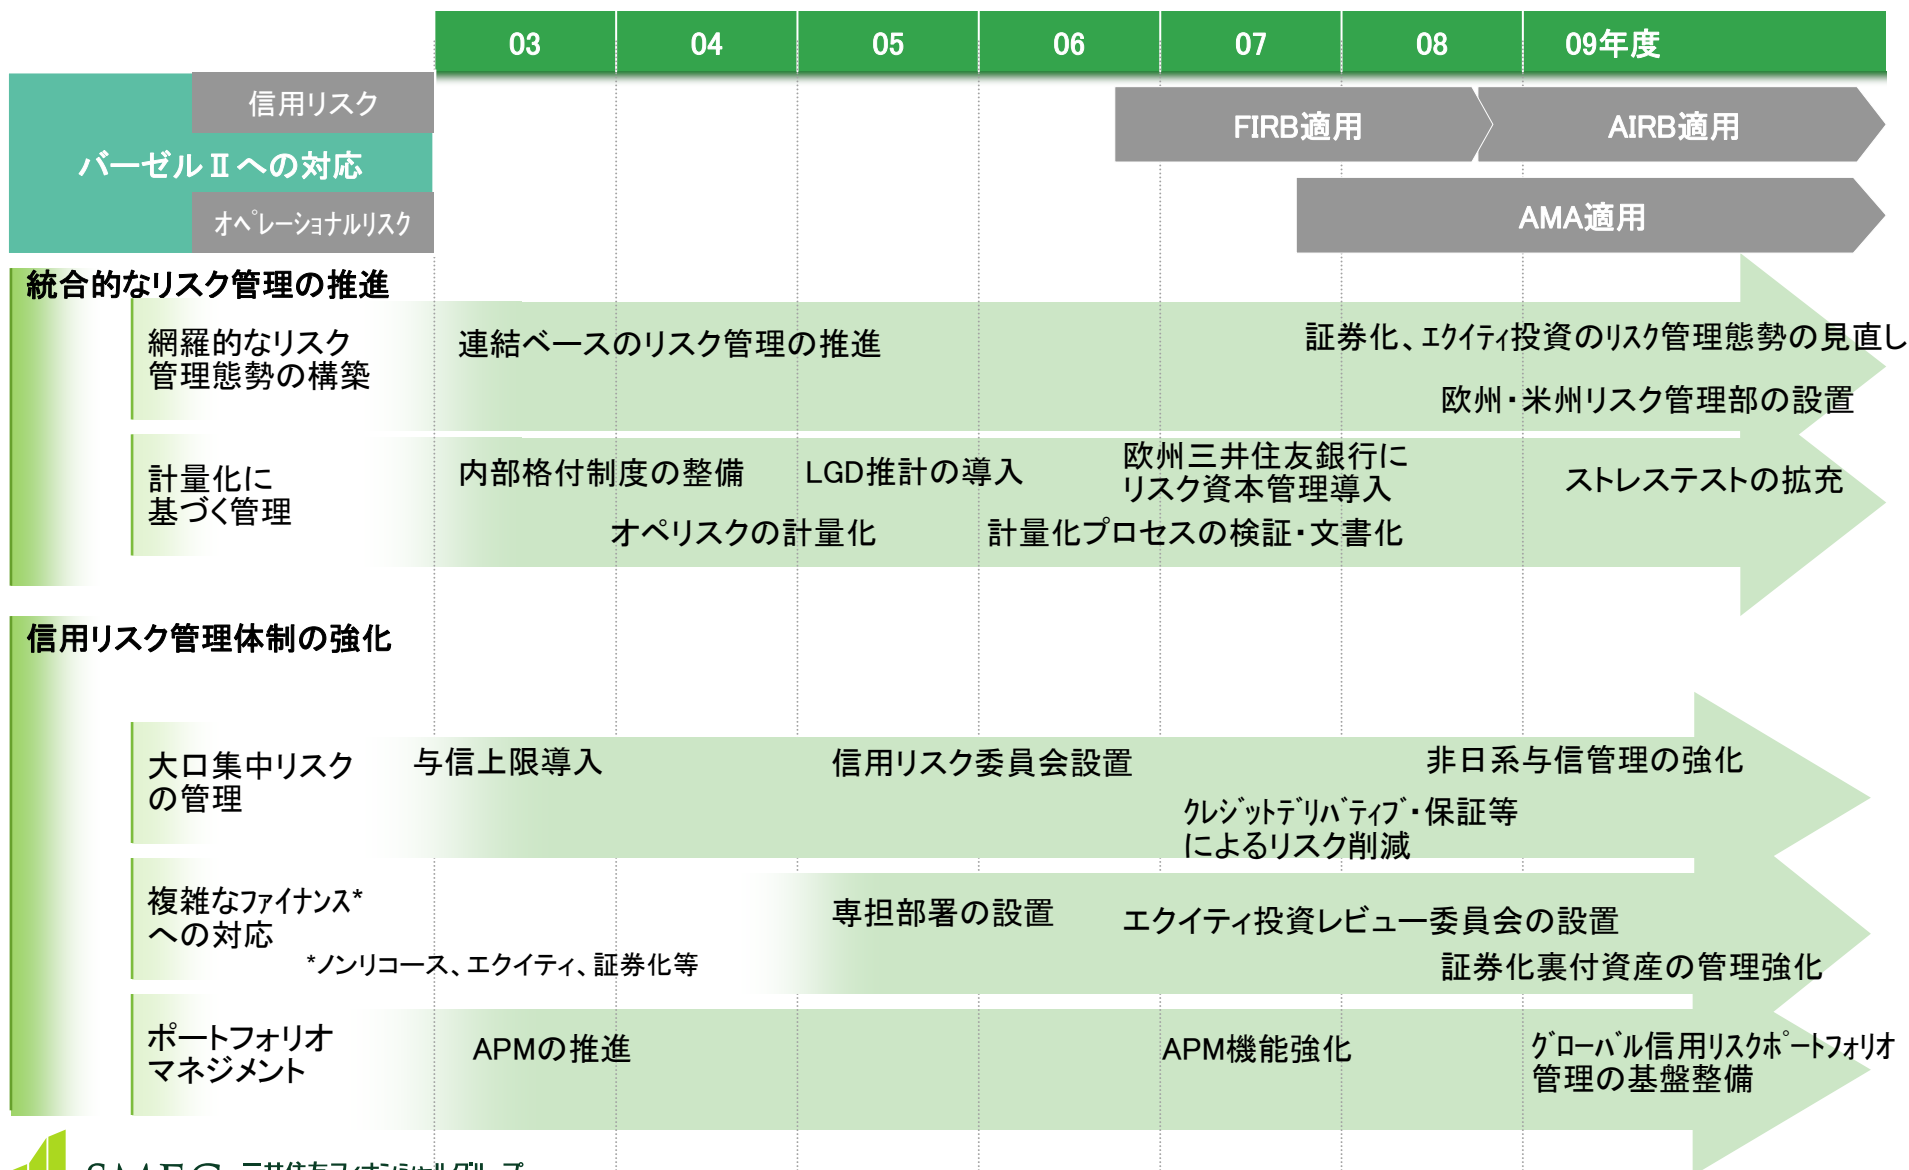 03 04 05 06 07 08 09年度
信用リスク
バーゼルⅡへの対応
オペレーショナルリスク
FIRB適用
AIRB適用
AMA適用
統合的なリスク管理の推進
網羅的なリスク
管理態勢の構築
連結ベースのリスク管理の推進
証券化、エクイティ投資のリスク管理態勢の見直し
欧州・米州リスク管理部の設置
計量化に
基づく管理
内部格付制度の整備
LGD推計の導入
欧州三井住友銀行に
リスク資本管理導入
ストレステストの拡充
オペリスクの計量化
計量化プロセスの検証・文書化
信用リスク管理体制の強化
大口集中リスク
の管理
与信上限導入
信用リスク委員会設置
非日系与信管理の強化
クレジットデリバティブ・保証等
によるリスク削減
複雑なファイナンス*
への対応
*ノンリコース、エクイティ、証券化等
専担部署の設置
エクイティ投資レビュー委員会の設置
証券化裏付資産の管理強化
ポートフォリオ
マネジメント
APMの推進
APM機能強化
グローバル信用リスクポートフォリオ
管理の基盤整備
SMFG 三井住友フィナンシャルグループ